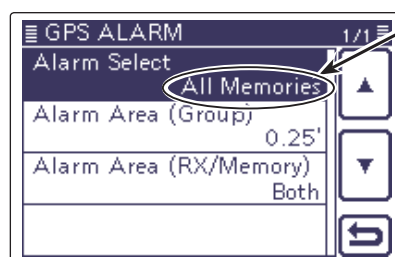 GPS ALARM 1/1
Alarm Select
All Memories
Alarm Area (Group)
0.25'
Alarm Area (RX/Memory)
Both